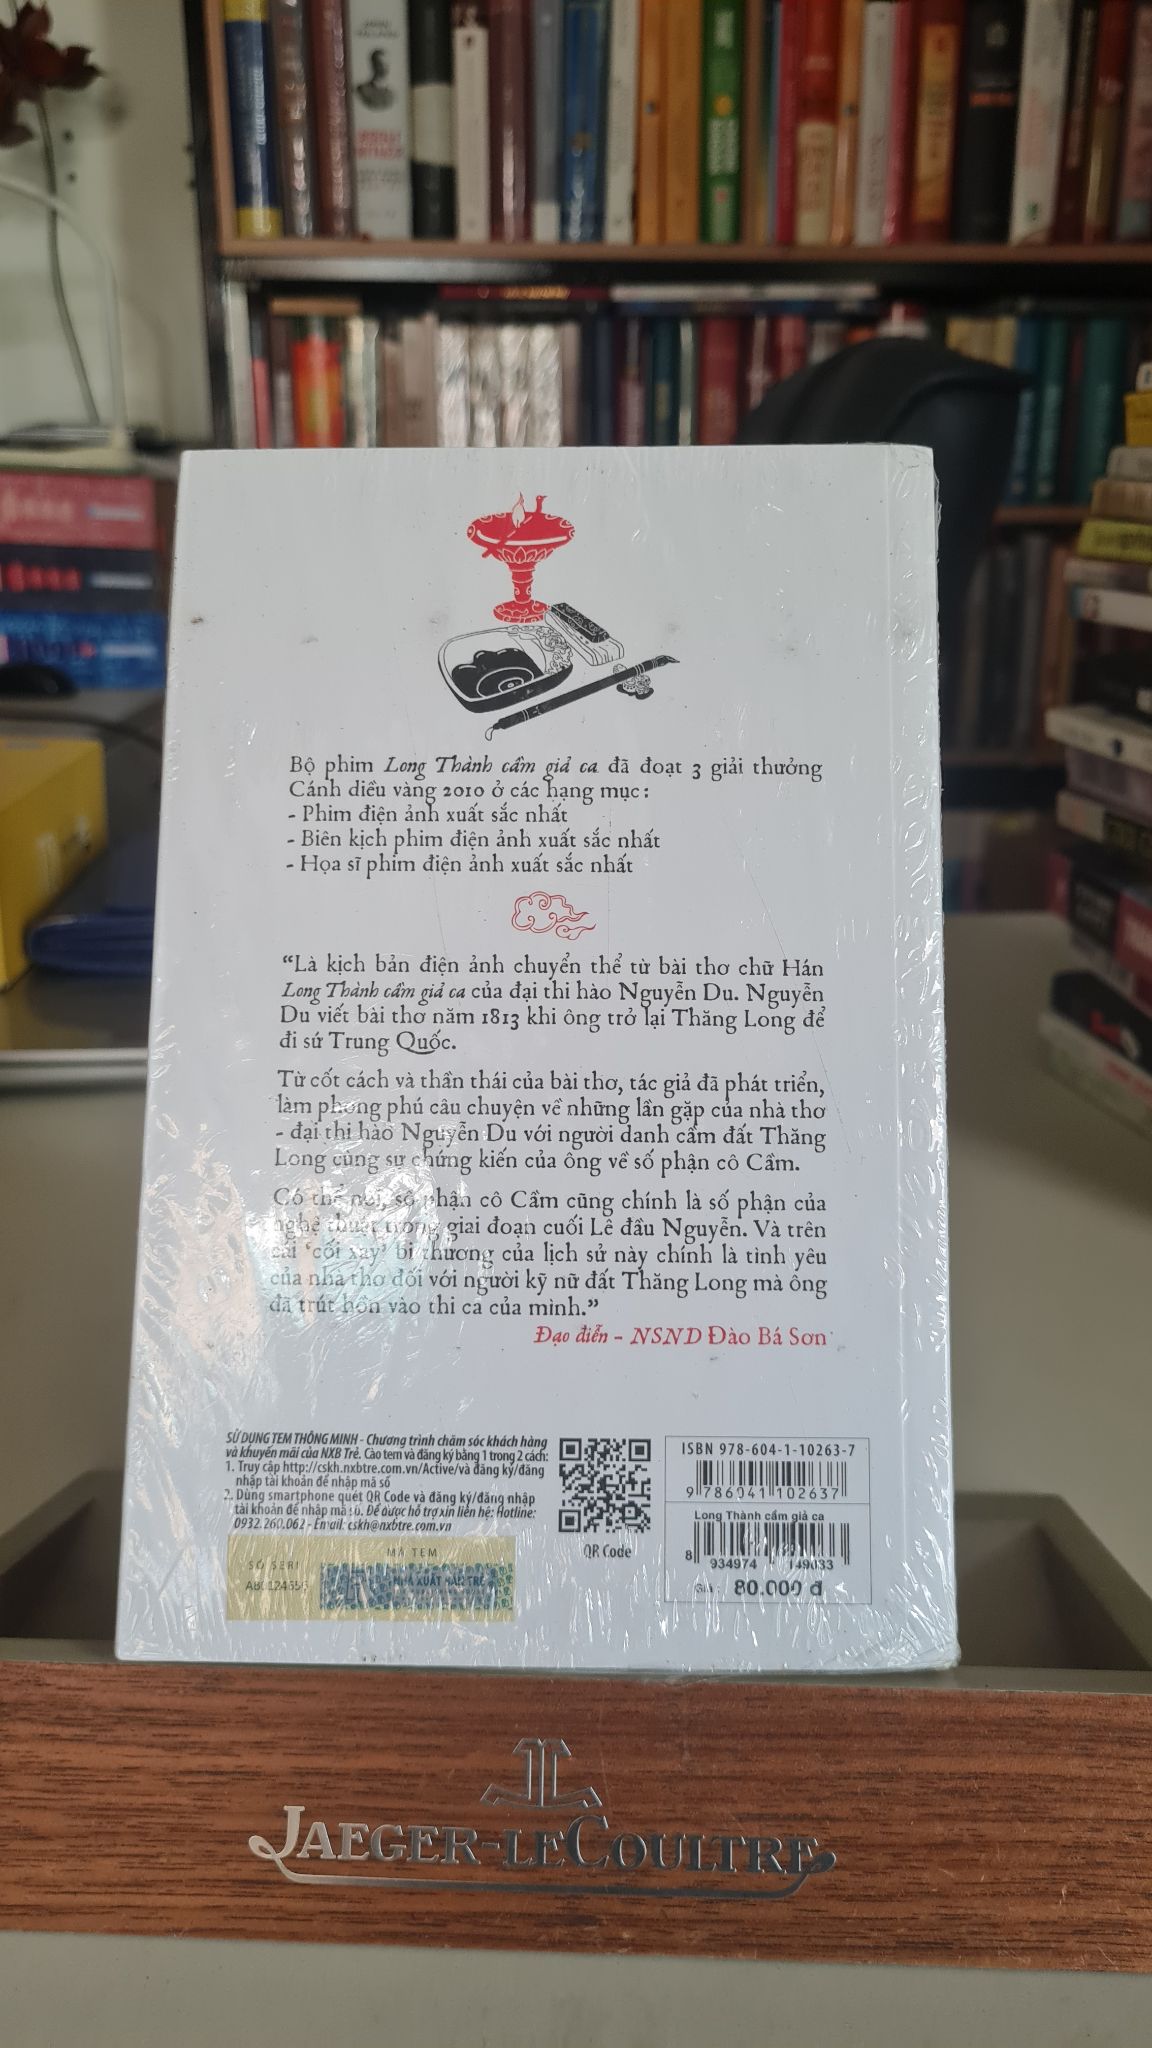 Bộ phim Long Thành cầm giả ca đã đoạt 3 giải thưởng
Cánh diều vàng 2010 ở các hạng mục:
- Phim điện ảnh xuất sắc nhất
- Biên kịch phim điện ảnh xuất sắc nhất
- Họa sĩ phim điện ảnh xuất sắc nhất
“Là kịch bản điện ảnh chuyển thể từ bài thơ chữ Hán
Long Thành cầm giả ca của đại thi hào Nguyễn Du. Nguyễn
Du viết bài thơ năm 1813 khi ông trở lại Thăng Long để
đi sứ Trung Quốc.
Từ cốt cách và thần thái của bài thơ, tác giả đã phát triển,
làm phong phú câu chuyện về những lần gặp của nhà thơ
- đại thi hào Nguyễn Du với người danh cầm đất Thăng
Long cùng sự chứng kiến của ông về số phận cô Cầm.
Có thể nói, số phận cô Cầm cũng chính là số phận của
nghệ thuật trong giai đoạn cuối Lê đầu Nguyễn. Và trên
cái ‘cối xay’ bi thương của lịch sử này chính là tình yêu
của nhà thơ đối với người kỹ nữ đất Thăng Long mà ông
đã trút hồn vào thi ca của mình.”
Đạo diễn - NSND Đào Bá Sơn
SỬ DỤNG TEM THÔNG MINH - Chương trình chăm sóc khách hàng
và khuyến mãi của NXB Trẻ. Cào tem và đăng ký bằng 1 trong 2 cách:
1. Truy cập http://cskh.nxbtre.com.vn/Active/và đăng ký/đăng
nhập tài khoản để nhập mã số
2. Dùng smartphone quét QR Code và đăng ký/đăng nhập
tài khoản để nhập mã số. Để được hỗ trợ xin liên hệ: Hotline:
0932.260.062 - Email: cskh@nxbtre.com.vn
QR Code
MÃ TEM
SỐ SERI
NHÀ XUẤT BẢN TRẺ
ISBN 978-604-1-10263-7
9 786041 102637
Long Thành cầm giả ca
8 934974 149033
Giá: 80.000 đ
JL
JAEGER-LECOULTRE